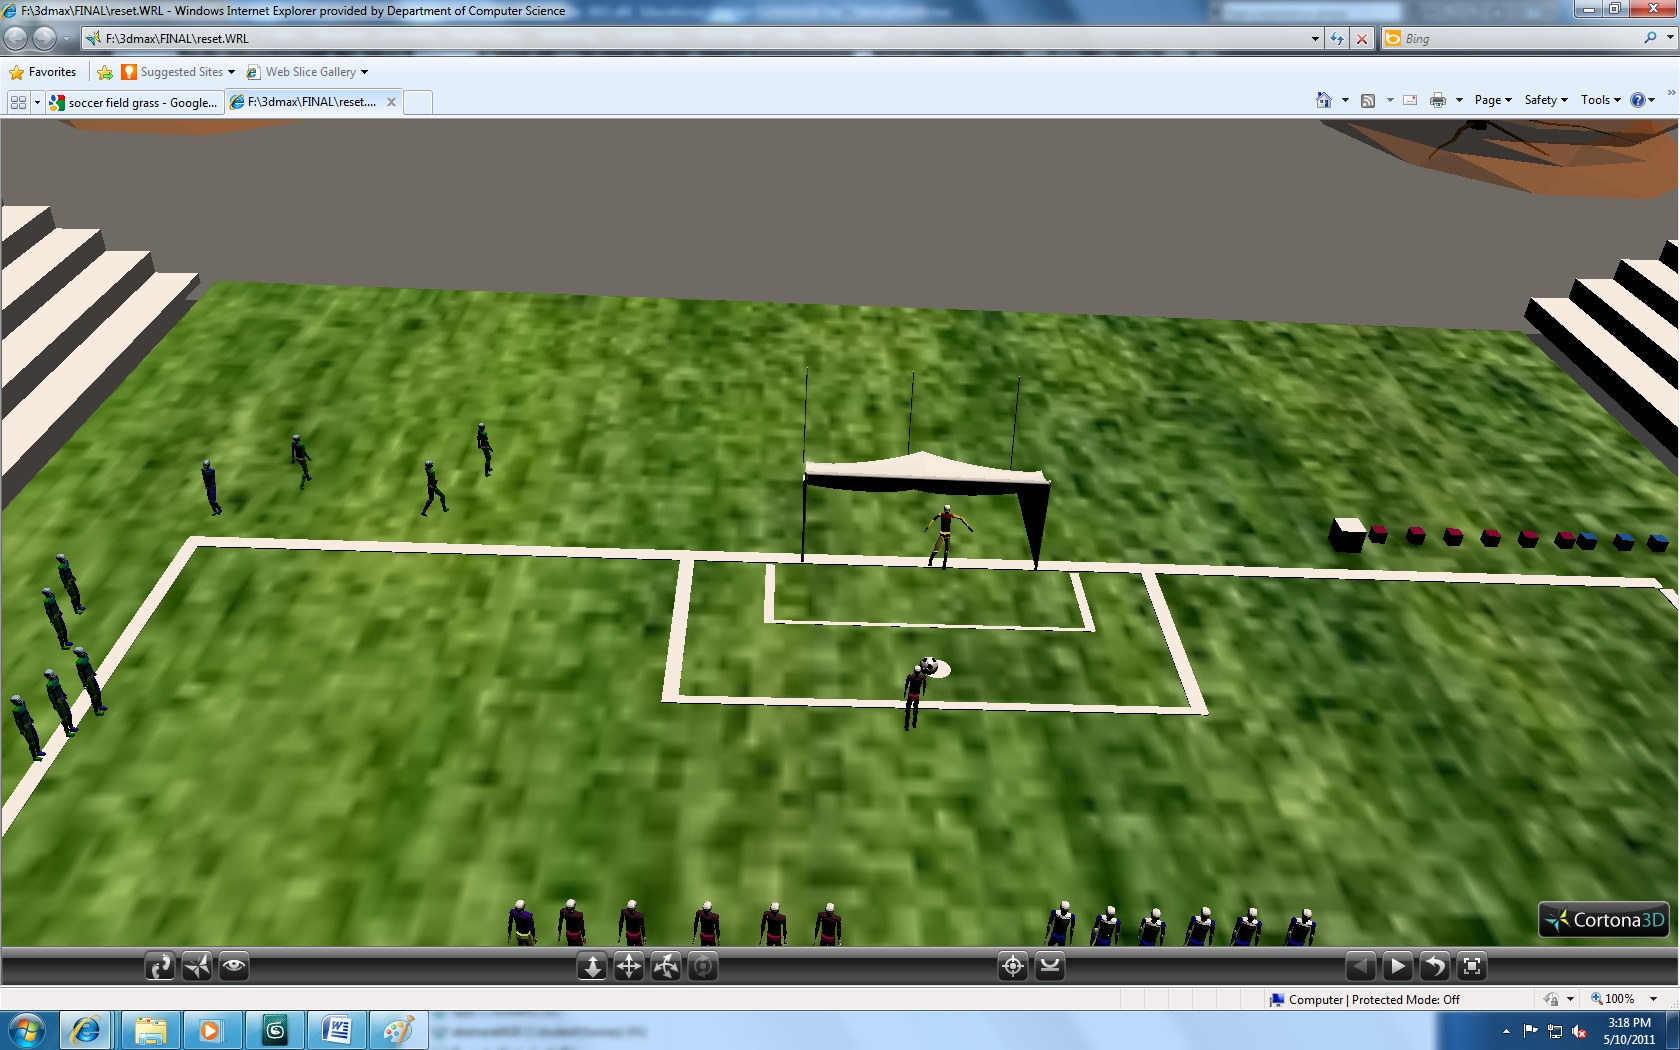 F:\3dmax\FINAL\reset.WRL - Windows Internet Explorer provided by Department of Computer Science
F:\3dmax\FINAL\reset.WRL
Bing
Favorites
Suggested Sites
Web Slice Gallery
soccer field grass - Google...
F:\3dmax\FINAL\reset....
Page
Safety
Tools
Cortona3D
Computer | Protected Mode: Off
100%
3:18 PM
5/10/2011